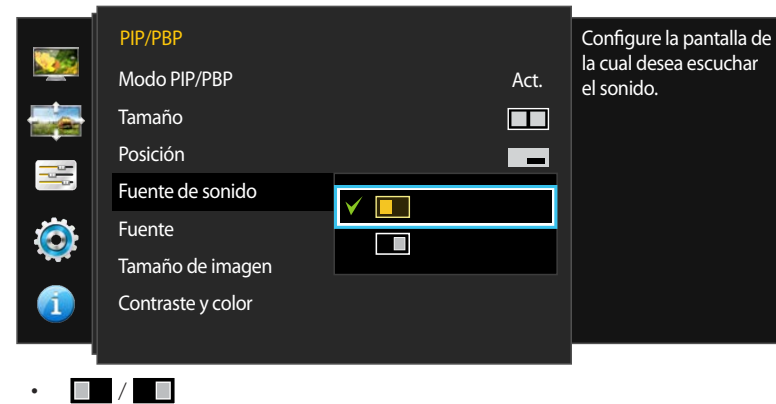 PIP/PBP
Modo PIP/PBP Act.
Tamaño
Posición
Fuente de sonido
Fuente
Tamaño de imagen
Contraste y color
Configure la pantalla de
la cual desea escuchar
el sonido.
• /